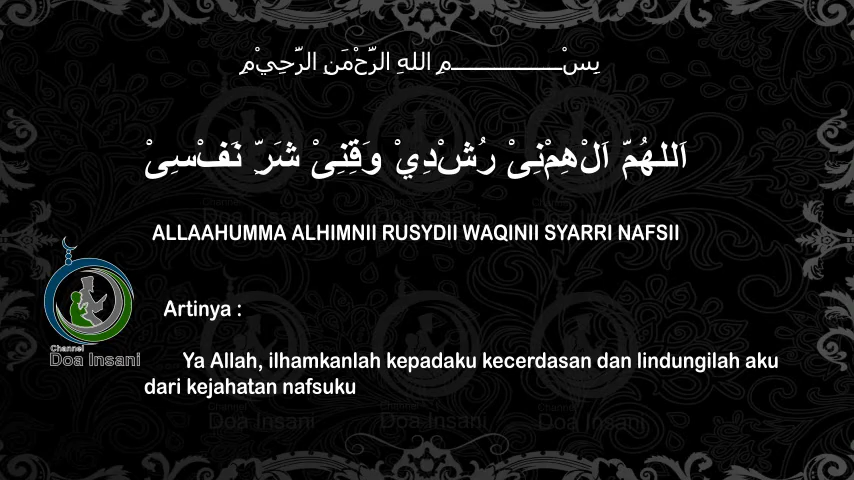 بِسْـــــــــــــمِ اللهِ الرَّحْمَنِ الرَّحِيْمِ
اَللهُمَّ اَلْهِمْنِىْ رُشْدِيْ وَقِنِىْ شَرِّ نَفْسِىْ
ALLAAHUMMA ALHIMNII RUSYDII WAQINII SYARRI NAFSII
Artinya :
Channel
Doa Insani
Ya Allah, ilhamkanlah kepadaku kecerdasan dan lindungilah aku
dari kejahatan nafsuku